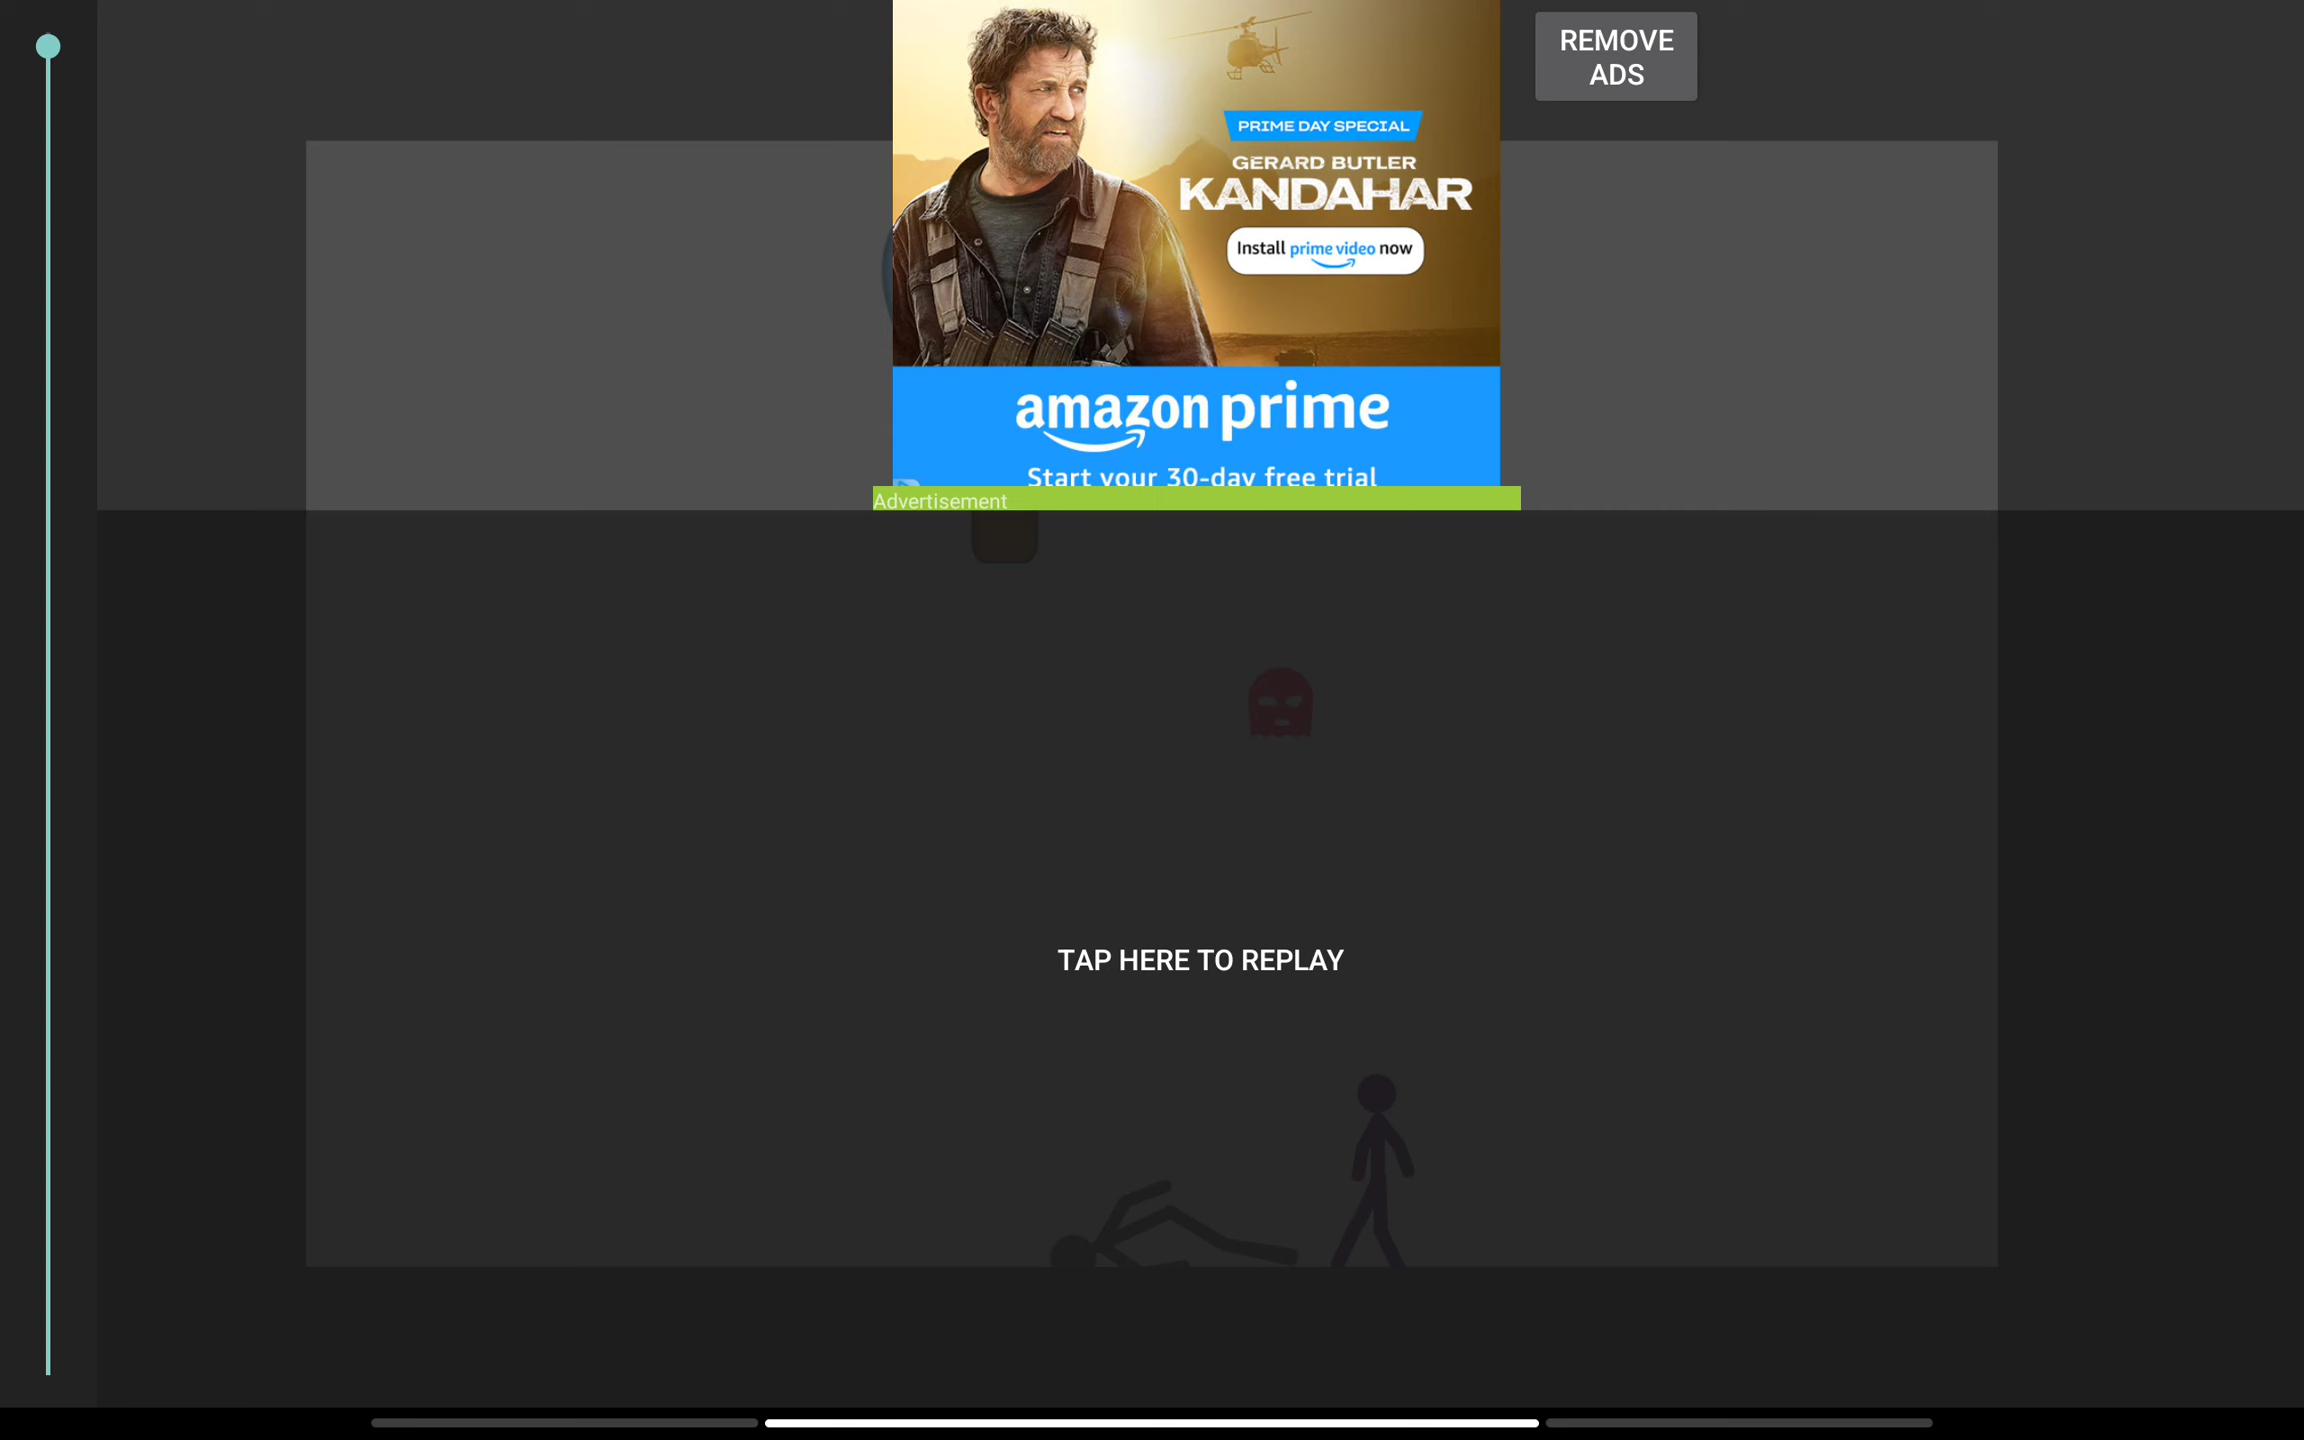 REMOVE
ADS
PRIME DAY SPECIAL
GERARD BUTLER
KANDAHAR
Install prime video now
amazon prime
Start your 30-day free trial
Advertisement
TAP HERE TO REPLAY